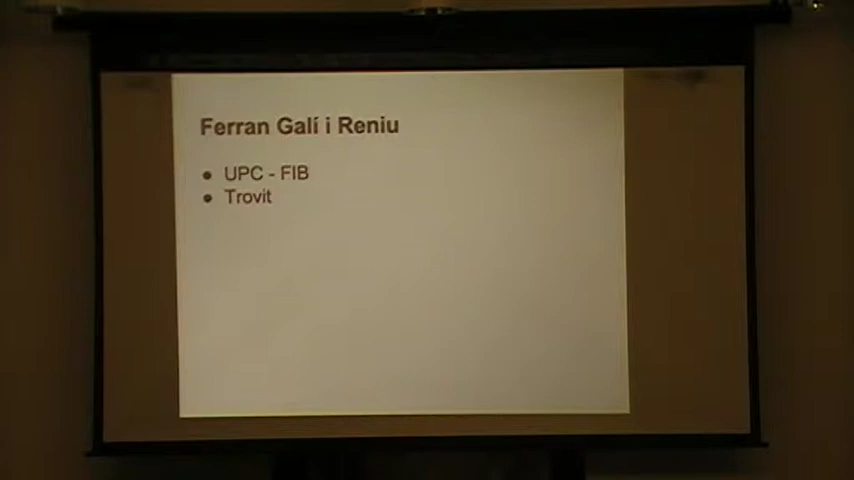 Ferran Galí i Reniu
● UPC - FIB
● Trovit